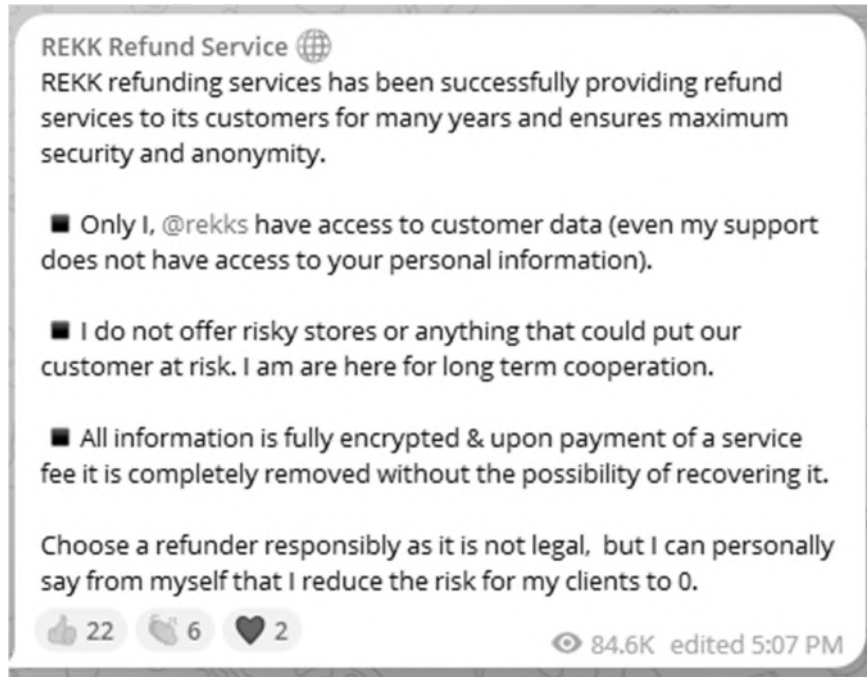 REKK Refund Service
REKK refunding services has been successfully providing refund
services to its customers for many years and ensures maximum
security and anonymity.
◾ Only I, @rekks have access to customer data (even my support
does not have access to your personal information).
◾ I do not offer risky stores or anything that could put our
customer at risk. I am are here for long term cooperation.
◾ All information is fully encrypted & upon payment of a service
fee it is completely removed without the possibility of recovering it.
Choose a refunder responsibly as it is not legal,  but I can personally
say from myself that I reduce the risk for my clients to 0.
22 6 2 84.6K edited 5:07 PM